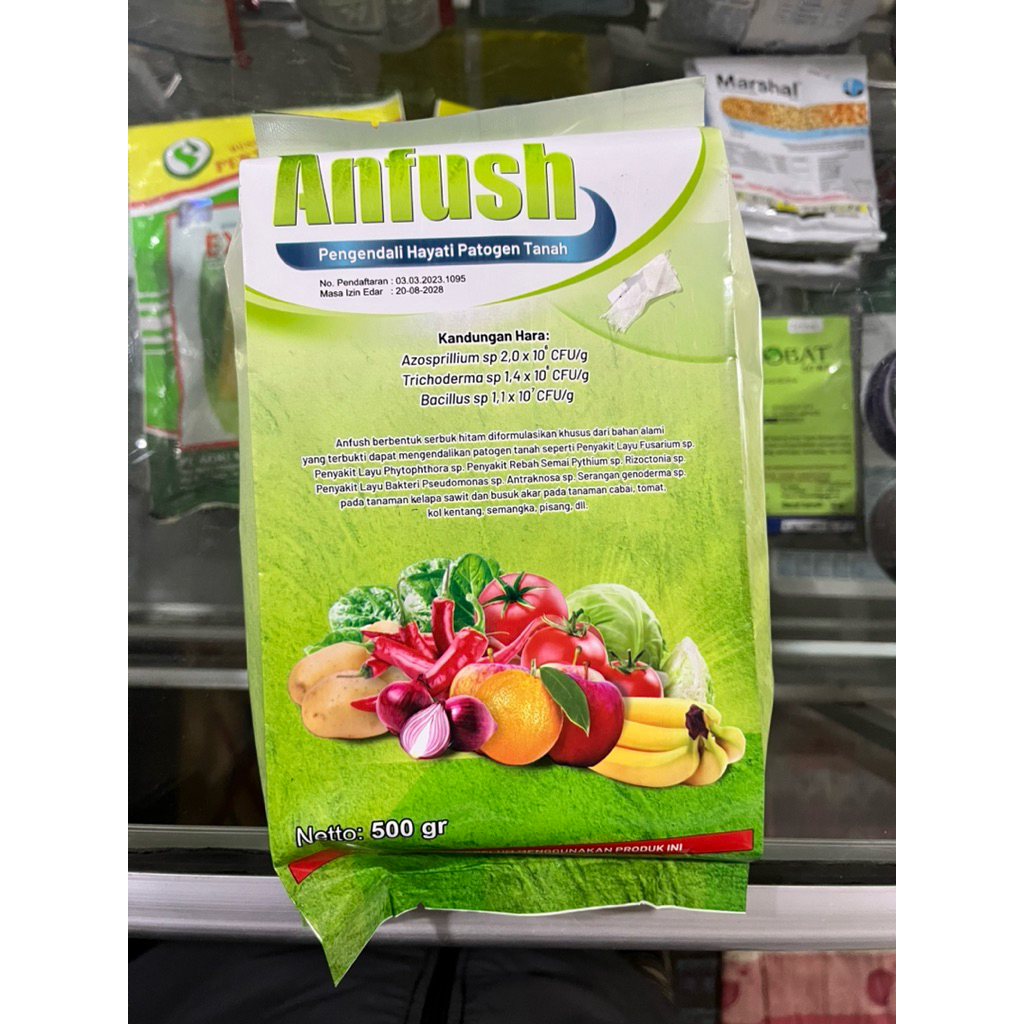 Anfush
Pengendali Hayati Patogen Tanah
No. Pendaftaran : 03.03.2023.1095
Masa Izin Edar : 20-08-2028
Kandungan Hara:
Azosprillium sp 2,0 x 10⁸ CFU/g
Trichoderma sp 1,4 x 10⁸ CFU/g
Bacillus sp 1,1 x 10⁷ CFU/g
Anfush berbentuk serbuk hitam diformulasikan khusus dari bahan alami
yang terbukti dapat mengendalikan patogen tanah seperti Penyakit Layu Fusarium sp.
Penyakit Layu Phytophthora sp. Penyakit Rebah Semai Pythium sp. Rizoctonia sp.
Penyakit Layu Bakteri Pseudomonas sp. Antraknosa sp. Serangan genoderma sp.
pada tanaman kelapa sawit dan busuk akar pada tanaman cabai, tomat,
kol kentang, semangka, pisang, dll.
Netto: 500 gr
MENGGUNAKAN PRODUK INI
Marshal
OBAT